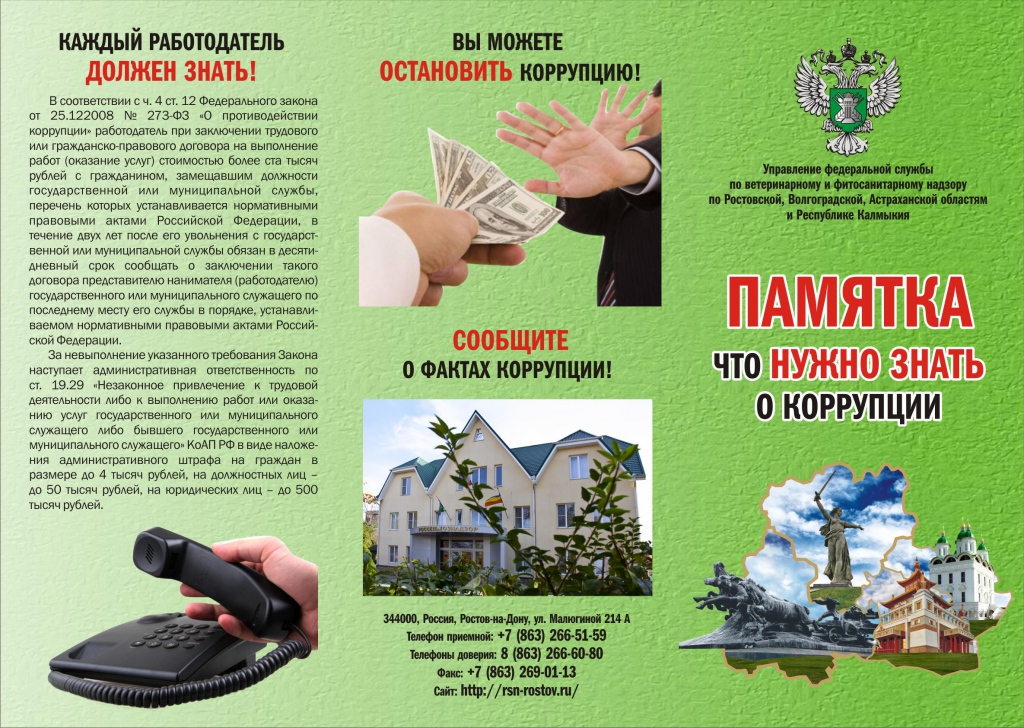 КАЖДЫЙ РАБОТОДАТЕЛЬ
ДОЛЖЕН ЗНАТЬ!
В соответствии с ч. 4 ст. 12 Федерального закона
от 25.122008 № 273-ФЗ «О противодействии
коррупции» работодатель при заключении трудового
или гражданско-правового договора на выполнение
работ (оказание услуг) стоимостью более ста тысяч
рублей с гражданином, замещавшим должности
государственной или муниципальной службы,
перечень которых устанавливается нормативными
правовыми актами Российской Федерации, в
течение двух лет после его увольнения с государст-
венной или муниципальной службы обязан в десяти-
дневный срок сообщать о заключении такого
договора представителю нанимателя (работодателю)
государственного или муниципального служащего по
последнему месту его службы в порядке, устанавли-
ваемом нормативными правовыми актами Россий-
ской Федерации.
За невыполнение указанного требования Закона
наступает административная ответственность по
ст. 19.29 «Незаконное привлечение к трудовой
деятельности либо к выполнению работ или оказа-
нию услуг государственного или муниципального
служащего либо бывшего государственного или
муниципального служащего» КоАП РФ в виде наложе-
ния административного штрафа на граждан в
размере до 4 тысяч рублей, на должностных лиц –
до 50 тысяч рублей, на юридических лиц – до 500
тысяч рублей.
ВЫ МОЖЕТЕ
ОСТАНОВИТЬ КОРРУПЦИЮ!
СООБЩИТЕ
О ФАКТАХ КОРРУПЦИИ!
344000, Россия, Ростов-на-Дону, ул. Малюгиной 214 А
Телефон приемной: +7 (863) 266-51-59
Телефоны доверия: 8 (863) 266-60-80
Факс: +7 (863) 269-01-13
Сайт: http://rsn-rostov.ru/
Управление федеральной службы
по ветеринарному и фитосанитарному надзору
по Ростовской, Волгоградской, Астраханской областям
и Республике Калмыкия
ПАМЯТКА
ЧТО НУЖНО ЗНАТЬ
О КОРРУПЦИИ